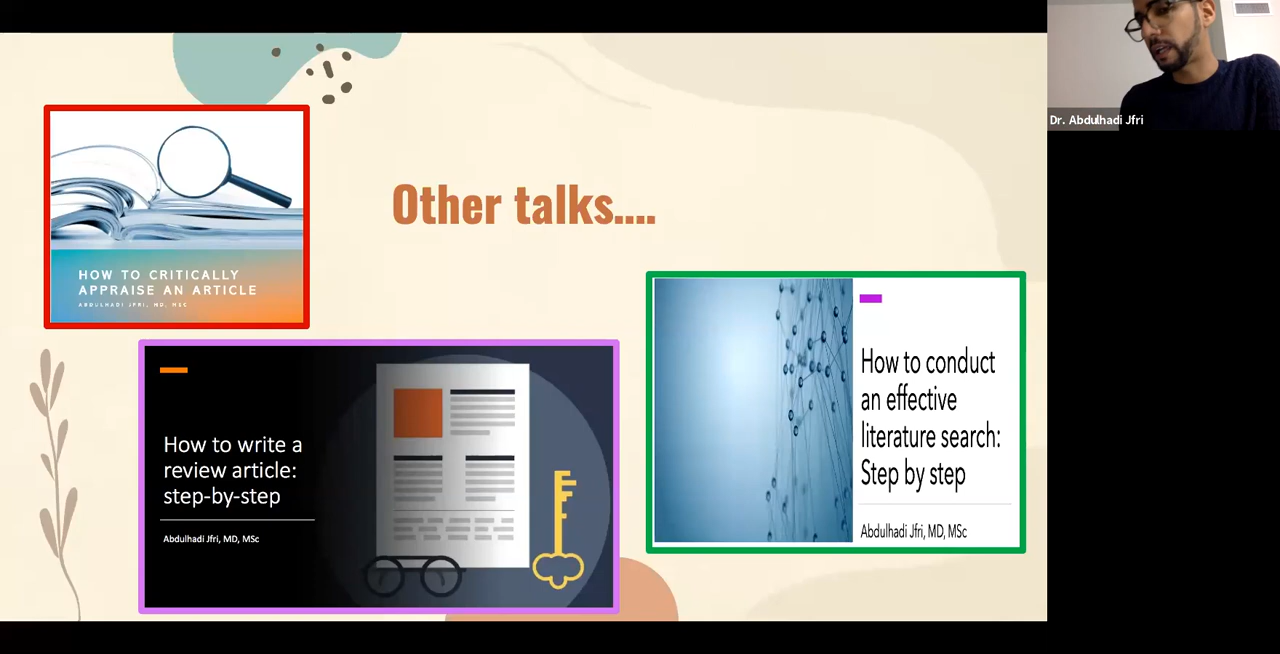 Dr. Abdulhadi Jfri
Other talks....
HOW TO CRITICALLY
APPRAISE AN ARTICLE
ABDULHADI JFRI, MD, MSC
How to write a
review article:
step-by-step
Abdulhadi Jfri, MD, MSc
How to conduct
an effective
literature search:
Step by step
Abdulhadi Jfri, MD, MSc